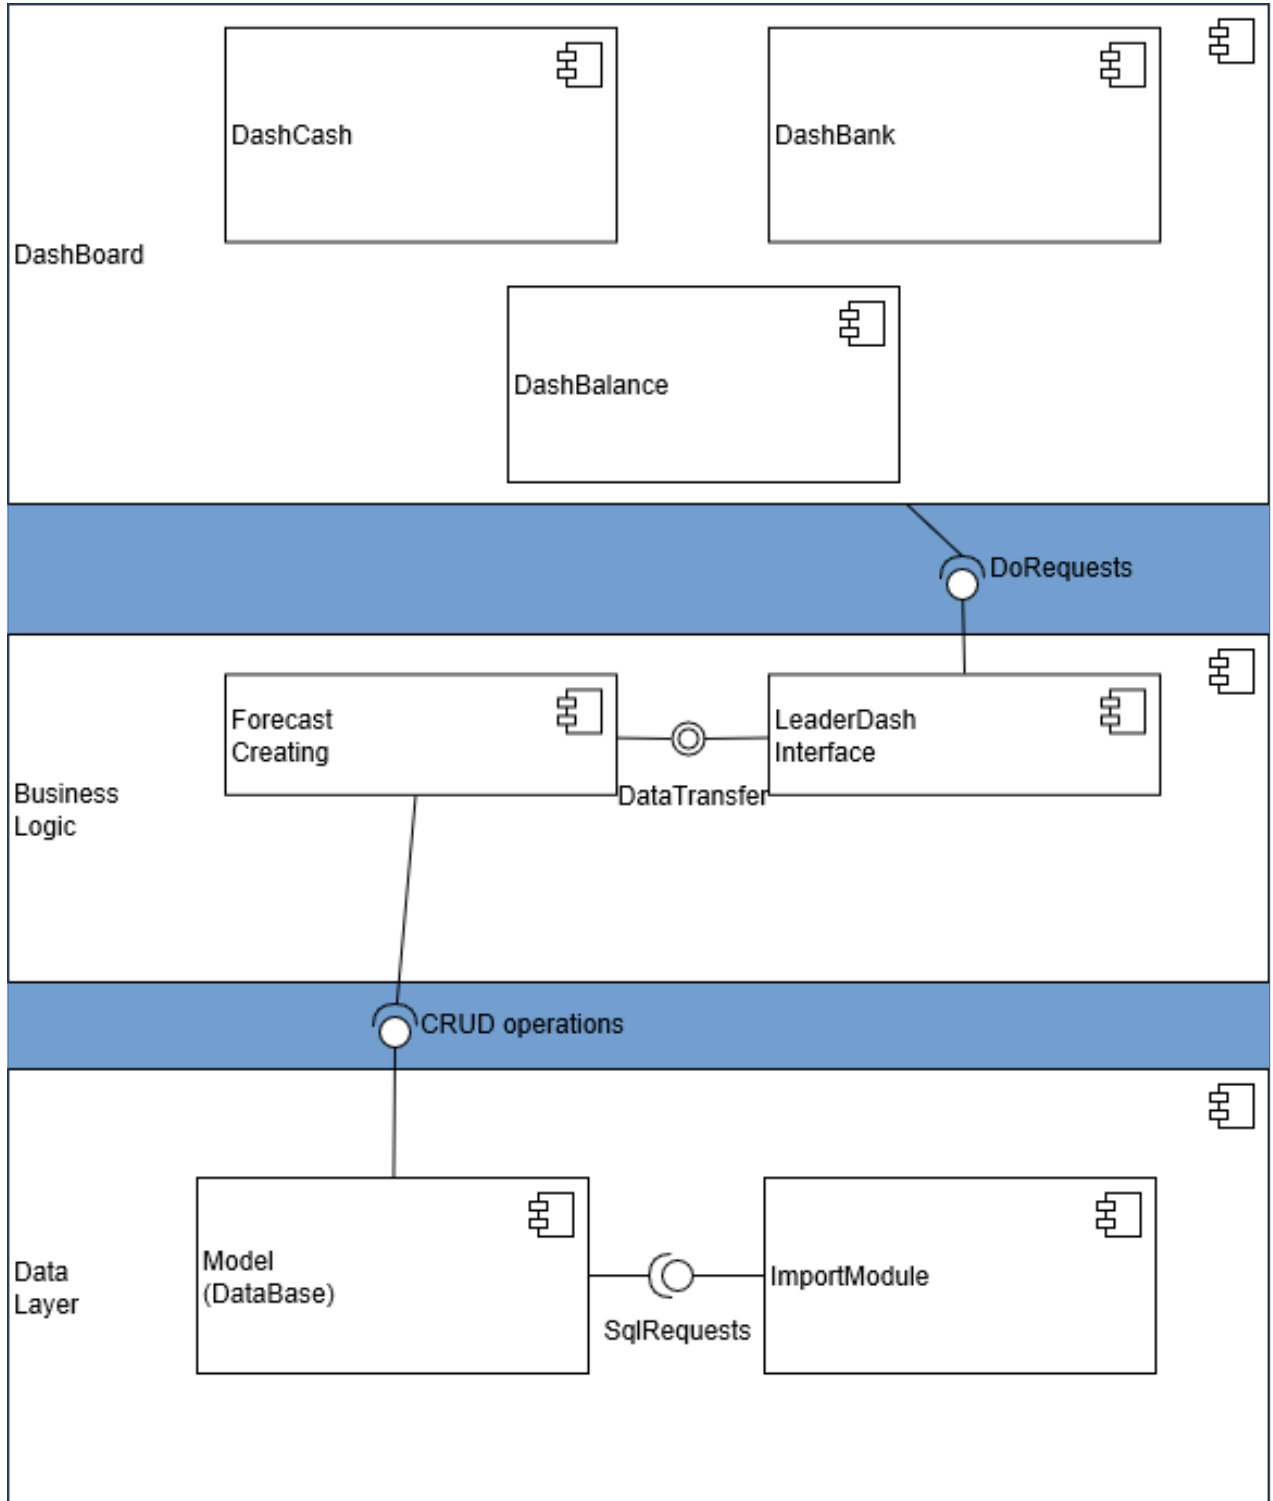 DashCash
DashBank
DashBoard
DashBalance
DoRequests
Forecast
Creating
LeaderDash
Interface
DataTransfer
Business
Logic
CRUD operations
Model
(DataBase)
ImportModule
Data
Layer
SqlRequests